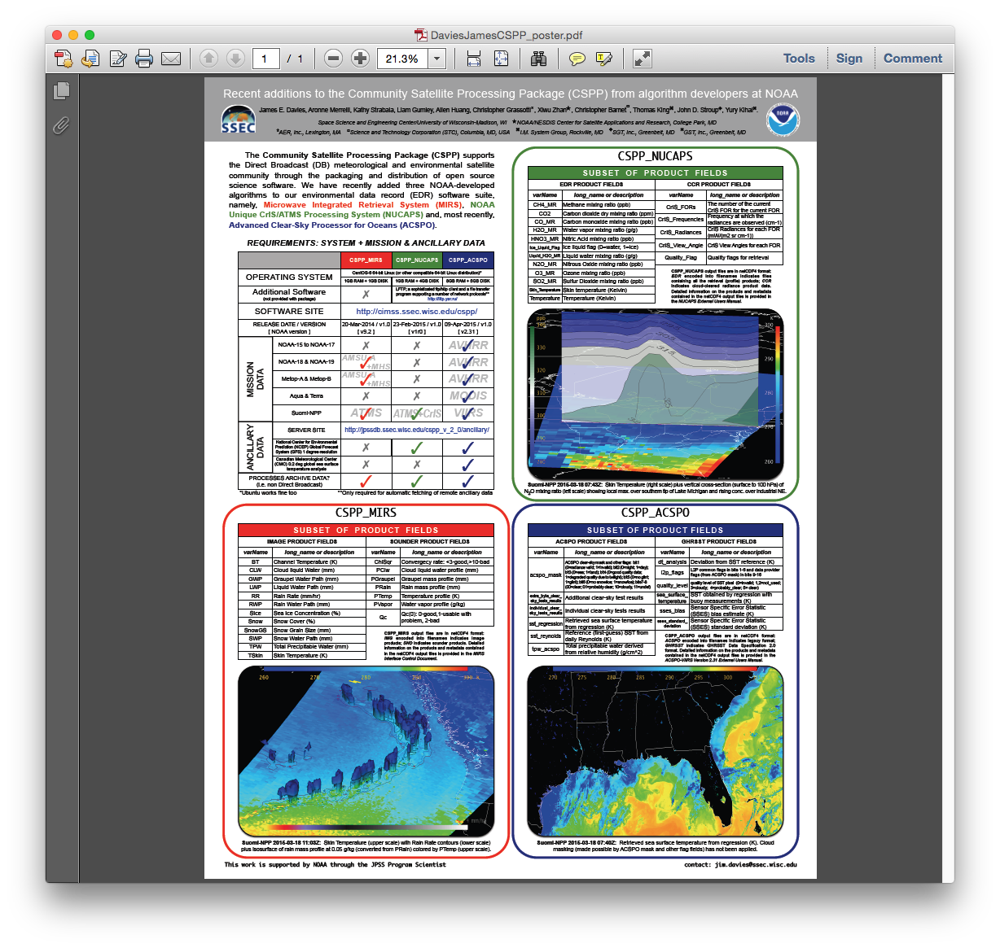 DaviesJamesCSPP_poster.pdf
1 / 1
21.3%
Tools Sign Comment
Recent additions to the Community Satellite Processing Package (CSPP) from algorithm developers at NOAA
James E. Davies, Aronne Merrelli, Kathy Strabala, Liam Gumley, Allen Huang, Christopher Grassotti*, Xiwu Zhan★, Christopher Barnet¤, Thomas King⌘, John D. Stroup◆, Yury Kihai✖.
Space Science and Engineering Center/University of Wisconsin-Madison, WI ★NOAA/NESDIS Center for Satellite Applications and Research, College Park, MD
*AER, Inc., Lexington, MA ¤Science and Technology Corporation (STC), Columbia, MD, USA ⌘I.M. System Group, Rockville, MD ◆SGT, Inc., Greenbelt, MD ✖GST, Inc., Greenbelt, MD
SSEC
NOAA
The Community Satellite Processing Package (CSPP) supports
the Direct Broadcast (DB) meteorological and environmental satellite
community through the packaging and distribution of open source
science software. We have recently added three NOAA-developed
algorithms to our environmental data record (EDR) software suite,
namely, Microwave Integrated Retrieval System (MIRS), NOAA
Unique CrIS/ATMS Processing System (NUCAPS) and, most recently,
Advanced Clear-Sky Processor for Oceans (ACSPO).
REQUIREMENTS: SYSTEM + MISSION & ANCILLARY DATA
CSPP_MIRS CSPP_NUCAPS CSPP_ACSPO
OPERATING SYSTEM
CentOS-6 64-bit Linux (or other compatible 64-bit Linux distribution)*
1GB RAM + 1GB DISK 1GB RAM + 4GB DISK 8GB RAM + 5GB DISK
Additional Software
(not provided with package)
✗
LFTP; a sophisticated ftp/http client and a file transfer
program supporting a number of network protocols**
http://lftp.yar.ru/
SOFTWARE SITE http://cimss.ssec.wisc.edu/cspp/
RELEASE DATE / VERSION 20-Mar-2014 / v1.0 23-Feb-2015 / v1.0 09-Apr-2015 / v1.0
[ NOAA version ] [ v9.2 ] [ v1r0 ] [ v2.31 ]
MISSION DATA
NOAA-15 to NOAA-17 ✗ ✗ AVHRR ✓
NOAA-18 & NOAA-19 AMSU-A +MHS ✓ ✗ AVHRR ✓
Metop-A & Metop-B AMSU-A +MHS ✓ ✗ AVHRR ✓
Aqua & Terra ✗ ✗ MODIS ✓
Suomi-NPP ATMS ✓ ATMS+CrIS ✓ VIIRS ✓
ANCILLARY DATA
SERVER SITE http://jpssdb.ssec.wisc.edu/cspp_v_2_0/ancillary/
National Center for Environmental
Prediction (NCEP) Global Forecast
System (GFS) 1 degree resolution
✗ ✓ ✓
Canadian Meteorological Center
(CMC) 0.2 deg global sea surface
temperature analysis
✗ ✗ ✓
PROCESSES ARCHIVE DATA?
(i.e. non Direct Broadcast)
✓ ✓ ✓
*Ubuntu works fine too **Only required for automatic fetching of remote ancillary data
CSPP_NUCAPS
SUBSET OF PRODUCT FIELDS
EDR PRODUCT FIELDS CCR PRODUCT FIELDS
varName long_name or description varName long_name or description
CH4_MR Methane mixing ratio (ppb)
CO2 Carbon dioxide dry mixing ratio (ppm)
CO_MR Carbon monoxide mixing ratio (ppb)
H2O_MR Water vapor mixing ratio (g/g)
HNO3_MR Nitric Acid mixing ratio (ppb)
Ice_Liquid_Flag Ice liquid flag (0=water, 1=ice)
Liquid_H2O_MR Liquid water mixing ratio (g/g)
N2O_MR Nitrous Oxide mixing ratio (ppb)
O3_MR Ozone mixing ratio (ppb)
SO2_MR Sulfur Dioxide mixing ratio (ppb)
Skin_Temperature Skin temperature (Kelvin)
Temperature Temperature (Kelvin)
CrIS_FORs The number of the current
CrIS FOR for the current FOR
CrIS_Frequencies Frequency at which the
radiances are observed (cm-1)
CrIS_Radiances CrIS Radiances for each FOR
(mW/(m2 sr cm-1))
CrIS_View_Angle CrIS View Angles for each FOR
Quality_Flag Quality flags for retrieval
CSPP_NUCAPS output files are in netCDF4 format:
EDR encoded into filenames indicates files
containing all the retrieval (profile) products; CCR
indicates cloud-cleared radiance product data.
Detailed information on the products and metadata
contained in the netCDF4 output files is provided in
the NUCAPS External Users Manual.
ppb K
330 300
320 290
310 280
300 270
290
280 260
305
315
Suomi-NPP 2015-03-18 07:43Z: Skin Temperature (right scale) plus vertical cross-section (surface to 100 hPa) of
N2O mixing ratio (left scale) showing local max. over southern tip of Lake Michigan and rising conc. over industrial NE.
CSPP_MIRS
SUBSET OF PRODUCT FIELDS
IMAGE PRODUCT FIELDS SOUNDER PRODUCT FIELDS
varName long_name or description varName long_name or description
BT Channel Temperature (K)
CLW Cloud liquid Water (mm)
GWP Graupel Water Path (mm)
LWP Liquid Water Path (mm)
RR Rain Rate (mm/hr)
RWP Rain Water Path (mm)
SIce Sea Ice Concentration (%)
Snow Snow Cover (%)
SnowGS Snow Grain Size (mm)
SWP Snow Water Path (mm)
TPW Total Precipitable Water (mm)
TSkin Skin Temperature (K)
ChiSqr Convergecy rate: <3-good,>10-bad
PClw Cloud liquid water profile (mm)
PGraupel Graupel mass profile (mm)
PRain Rain mass profile (mm)
PTemp Temperature profile (K)
PVapor Water vapor profile (g/kg)
Qc Qc(0): 0-good,1-usable with
problem, 2-bad
CSPP_MIRS output files are in netCDF4 format:
IMG encoded into filenames indicates image
products; SND indicates sounder products. Detailed
information on the products and metadata contained
in the netCDF4 output files is provided in the MIRS
Interface Control Document.
260 270 280 290 300 K
mm/hr
Suomi-NPP 2015-03-18 11:03Z: Skin Temperature (upper scale) with Rain Rate contours (lower scale)
plus isosurface of rain mass profile at 0.05 g/kg (converted from PRain) colored by PTemp (upper scale).
CSPP_ACSPO
SUBSET OF PRODUCT FIELDS
ACSPO PRODUCT FIELDS GHRSST PRODUCT FIELDS
varName long_name or description varName long_name or description
acspo_mask
extra_byte_clear_
sky_tests_results
Additional clear-sky test results
individual_clear_
sky_tests_results
Individual clear-sky tests results
sst_regression Retrieved sea surface temperature
from regression (K)
sst_reynolds Reference (first-guess) SST from
daily Reynolds (K)
tpw_acspo Total precipitable water derived
from relative humidity (g/cm^2)
dt_analysis Deviation from SST reference (K)
l2p_flags L2P common flags in bits 1-6 and data provider
flags (from ACSPO mask) in bits 9-16
quality_level quality level of SST pixel (0=invalid; 1,2=not_used;
3=cloudy; 4=probably_clear; 5= clear)
sea_surface_
temperature
SST obtained by regression with
buoy measurements (K)
sses_bias Sensor Specific Error Statistic
(SSES) bias estimate (K)
sses_standard_
deviation
Sensor Specific Error Statistic
(SSES) standard deviation (K)
CSPP_ACSPO output files are in netCDF4 format:
ACSPO encoded into filenames indicates legacy format;
GHRSST indicates GHRSST Data Specification 2.0
format. Detailed information on the products and metadata
contained in the netCDF4 output files is provided in the
ACSPO-VIIRS Version 2.31 External Users Manual.
270 275 280 285 290 295 300 K
Suomi-NPP 2015-03-18 07:40Z: Retrieved sea surface temperature from regression (K). Cloud
masking (made possible by ACSPO mask and other flag fields) has not been applied.
This work is supported by NOAA through the JPSS Program Scientist contact: jim.davies@ssec.wisc.edu